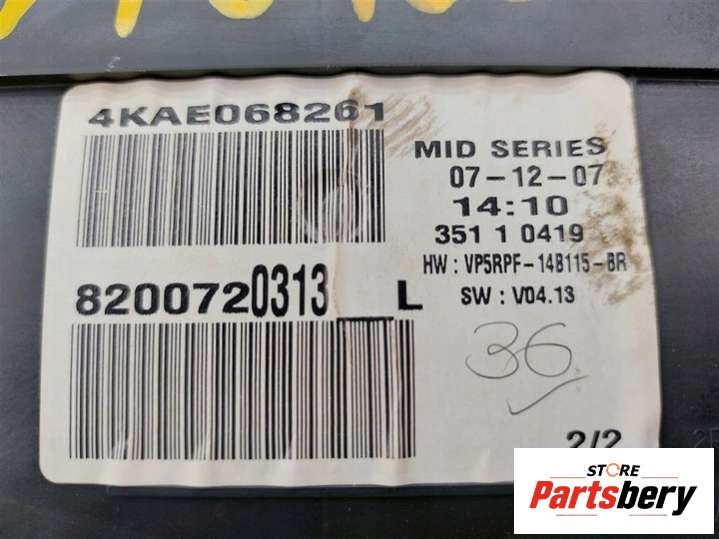 4KAE068261
MID SERIES
07-12-07
14:10
351 1 0419
HW : VP5RPF-14B115-BR
8200720313__L
SW : V04.13
36
2/2
STORE
Partsbery